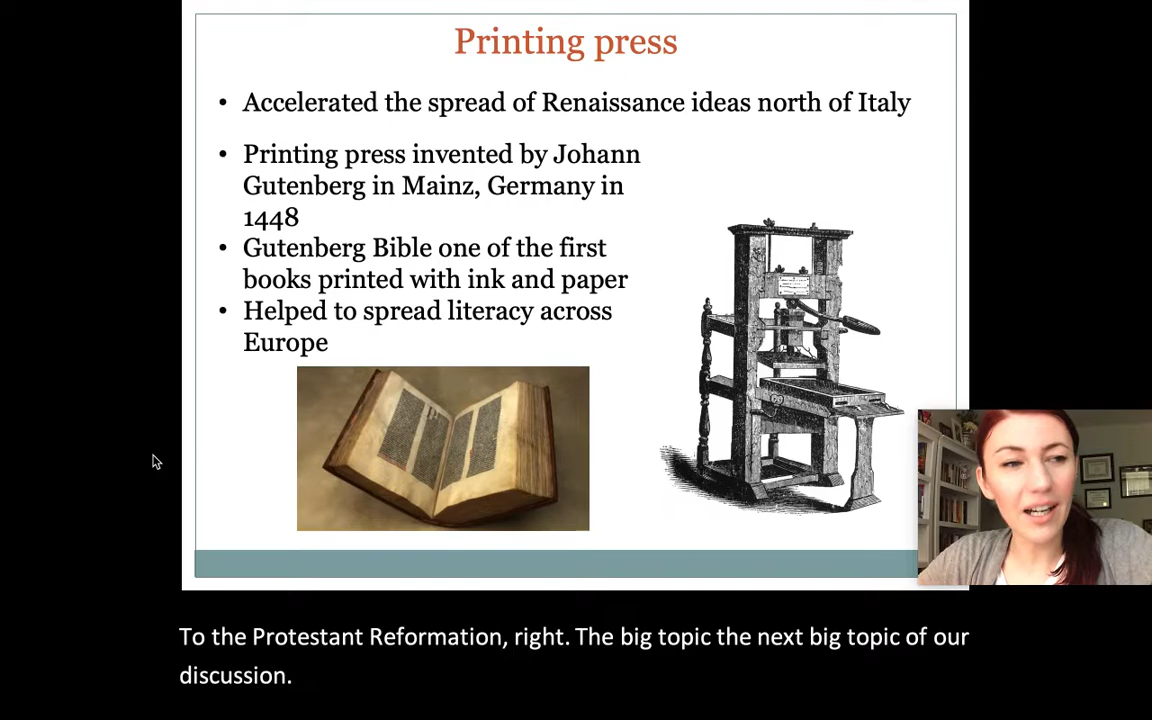 Printing press
• Accelerated the spread of Renaissance ideas north of Italy
• Printing press invented by Johann
Gutenberg in Mainz, Germany in
1448
• Gutenberg Bible one of the first
books printed with ink and paper
• Helped to spread literacy across
Europe
To the Protestant Reformation, right. The big topic the next big topic of our
discussion.